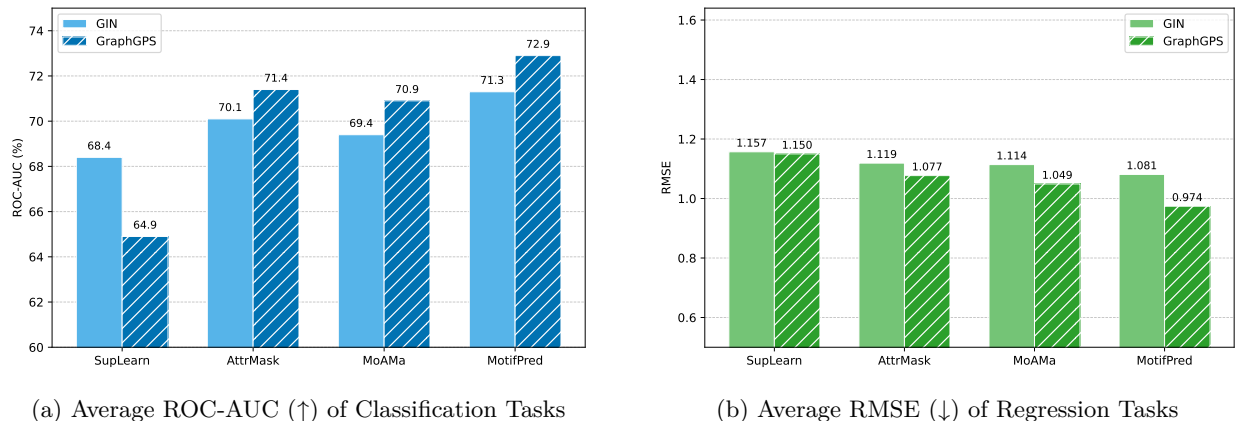 74
72
70
68
66
64
62
60
ROC-AUC (%)
GIN
GraphGPS
68.4
64.9
70.1
71.4
69.4
70.9
71.3
72.9
SupLearn
AttrMask
MoAMa
MotifPred
(a) Average ROC-AUC (↑) of Classification Tasks
1.6
1.4
1.2
1.0
0.8
0.6
RMSE
GIN
GraphGPS
1.157
1.150
1.119
1.077
1.114
1.049
1.081
0.974
SupLearn
AttrMask
MoAMa
MotifPred
(b) Average RMSE (↓) of Regression Tasks